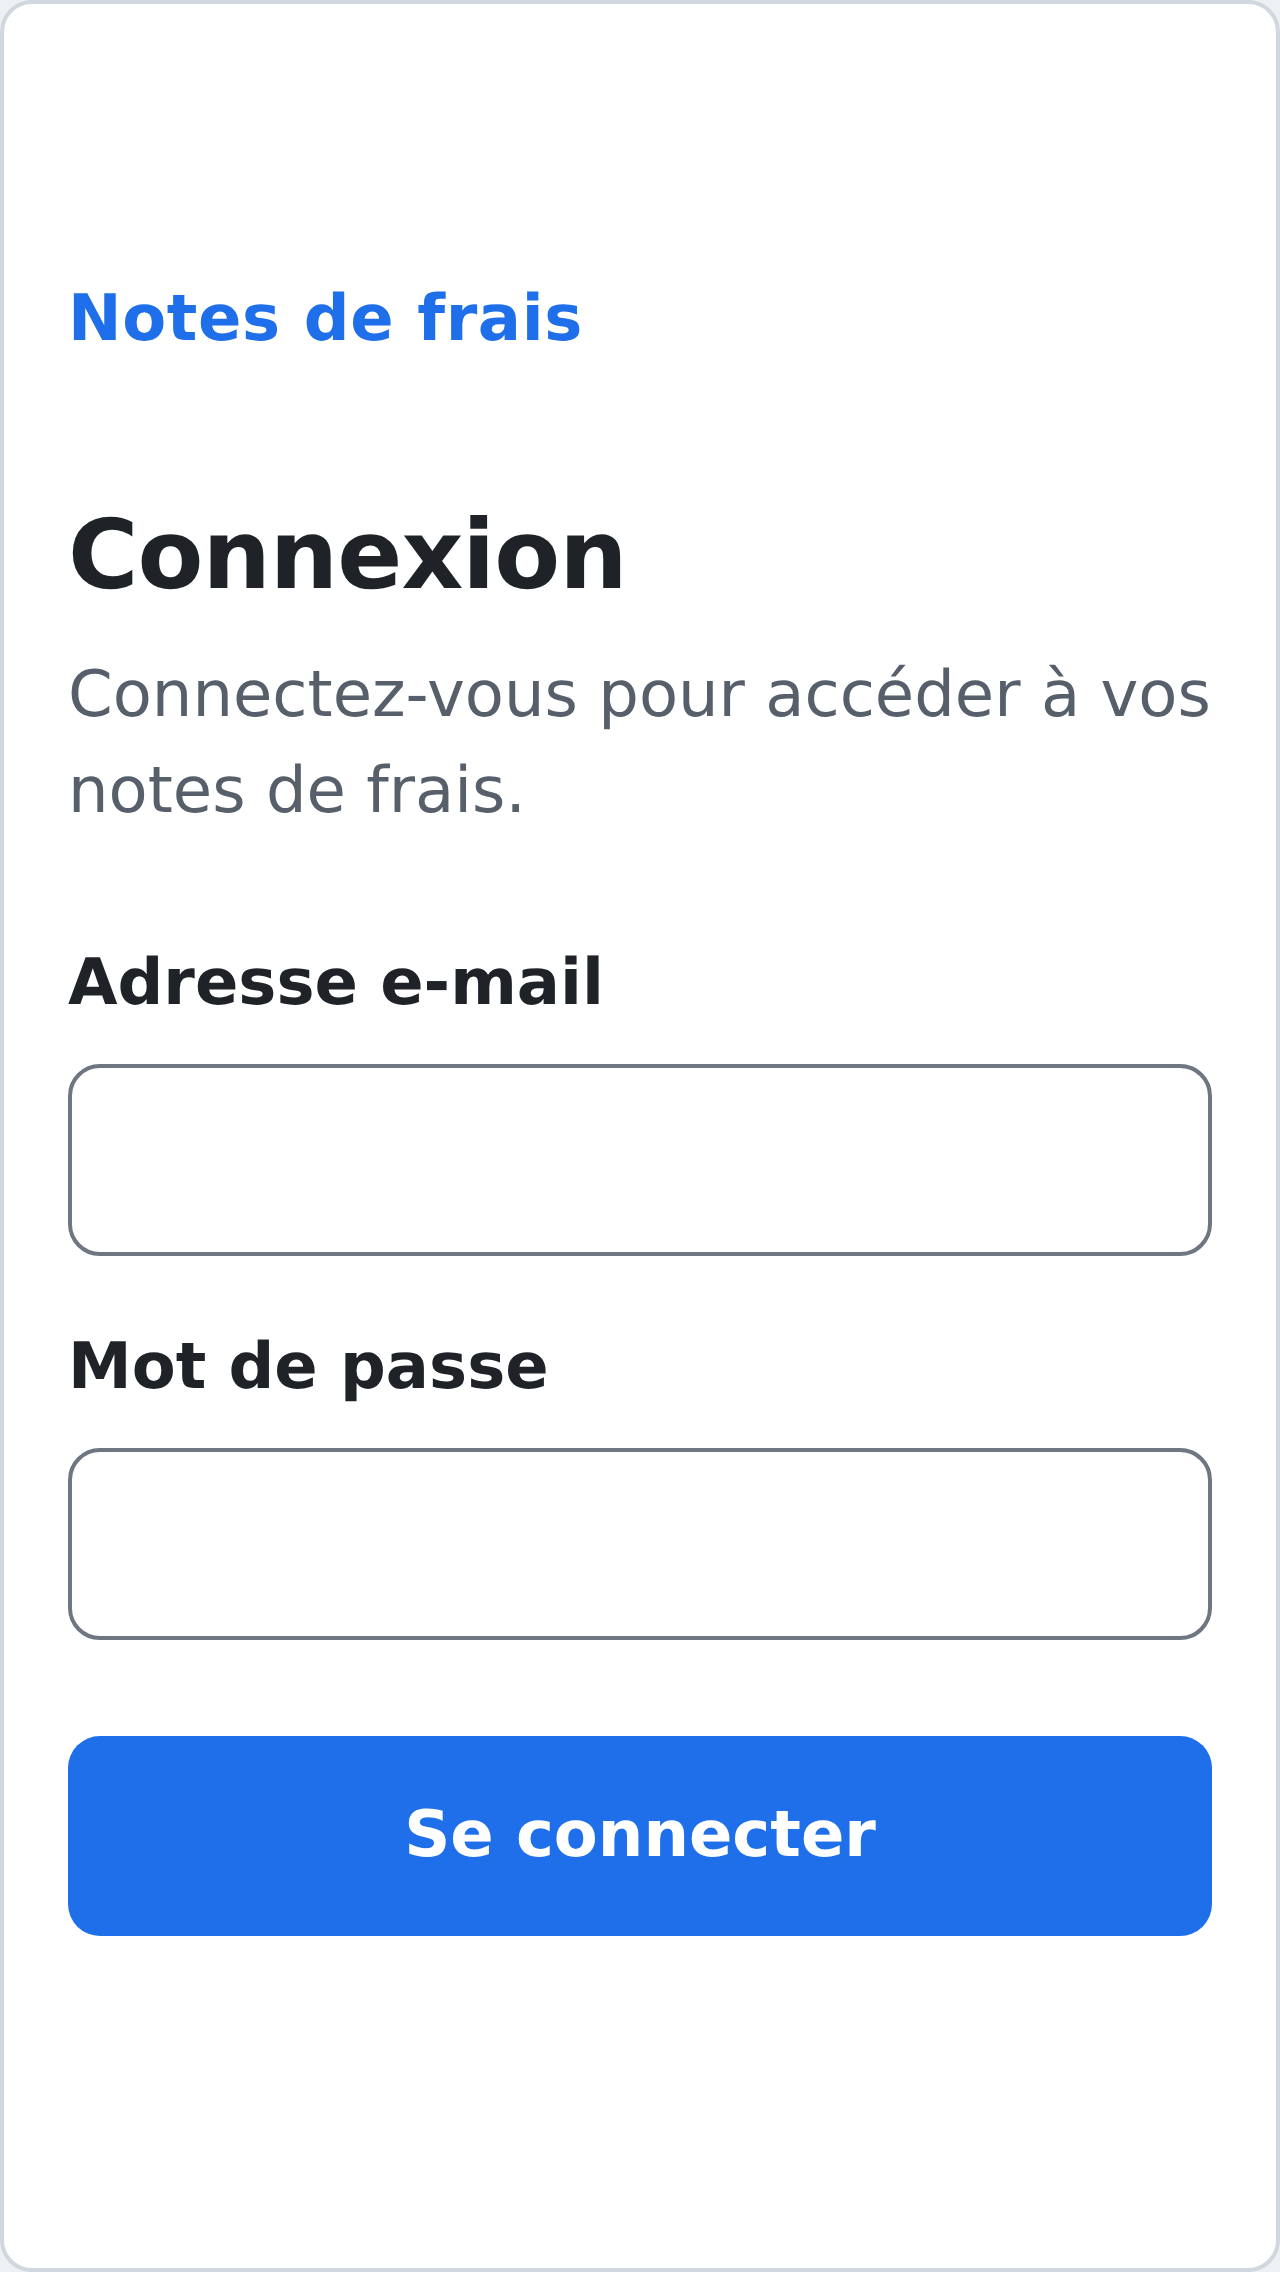 Notes de frais
Connexion
Connectez-vous pour accéder à vos
notes de frais.
Adresse e-mail
Mot de passe
Se connecter